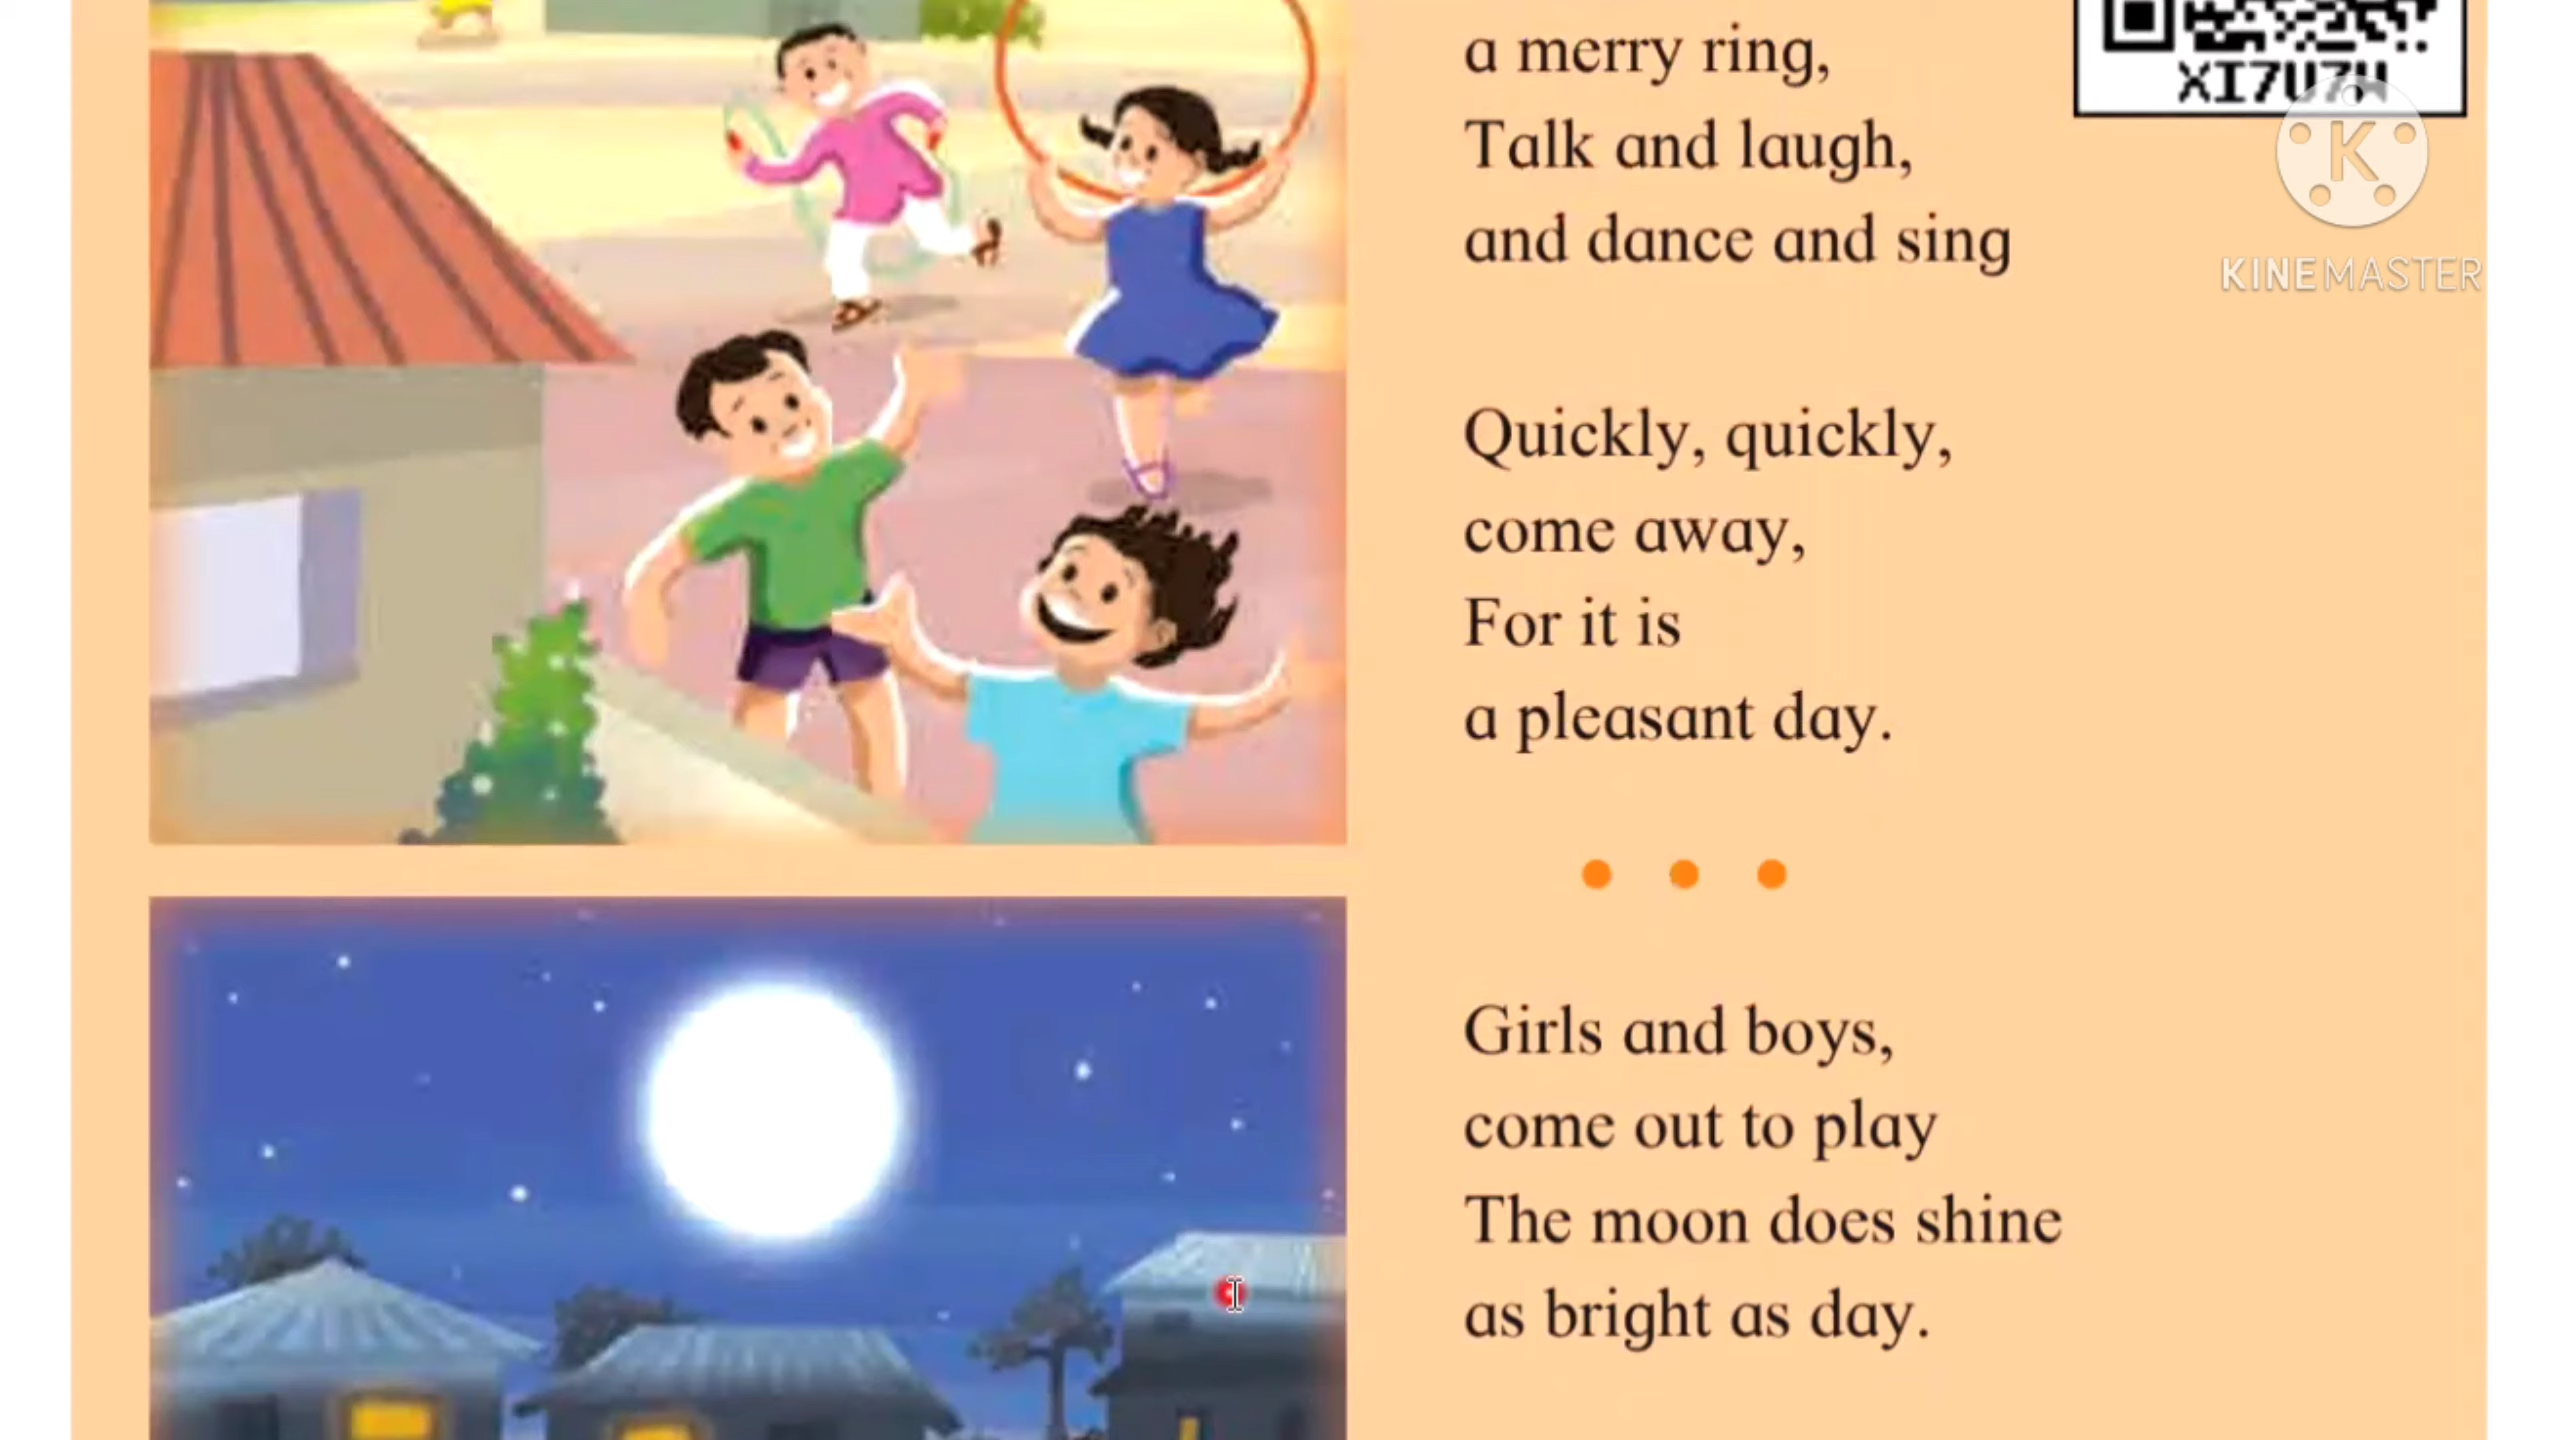 a merry ring,
Talk and laugh,
and dance and sing
Quickly, quickly,
come away,
For it is
a pleasant day.
Girls and boys,
come out to play
The moon does shine
as bright as day.
XI7U7H
K
KINEMASTER